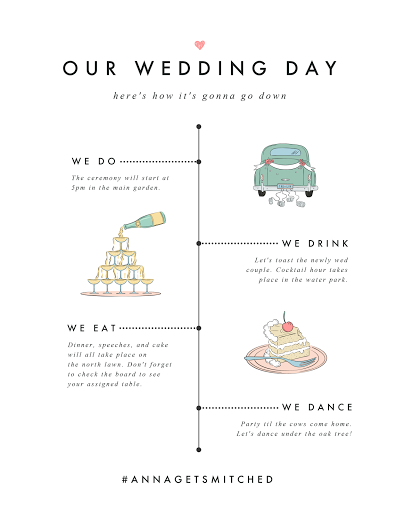 OUR WEDDING DAY
here's how it's gonna go down
WE DO
The ceremony will start at
5pm in the main garden.
WE DRINK
Let's toast the newly wed
couple. Cocktail hour takes
place in the water park.
WE EAT
Dinner, speeches, and cake
will all take place on
the north lawn. Don't forget
to check the board to see
your assigned table.
WE DANCE
Party til the cows come home.
Let's dance under the oak tree!
#ANNAGETSMITCHED